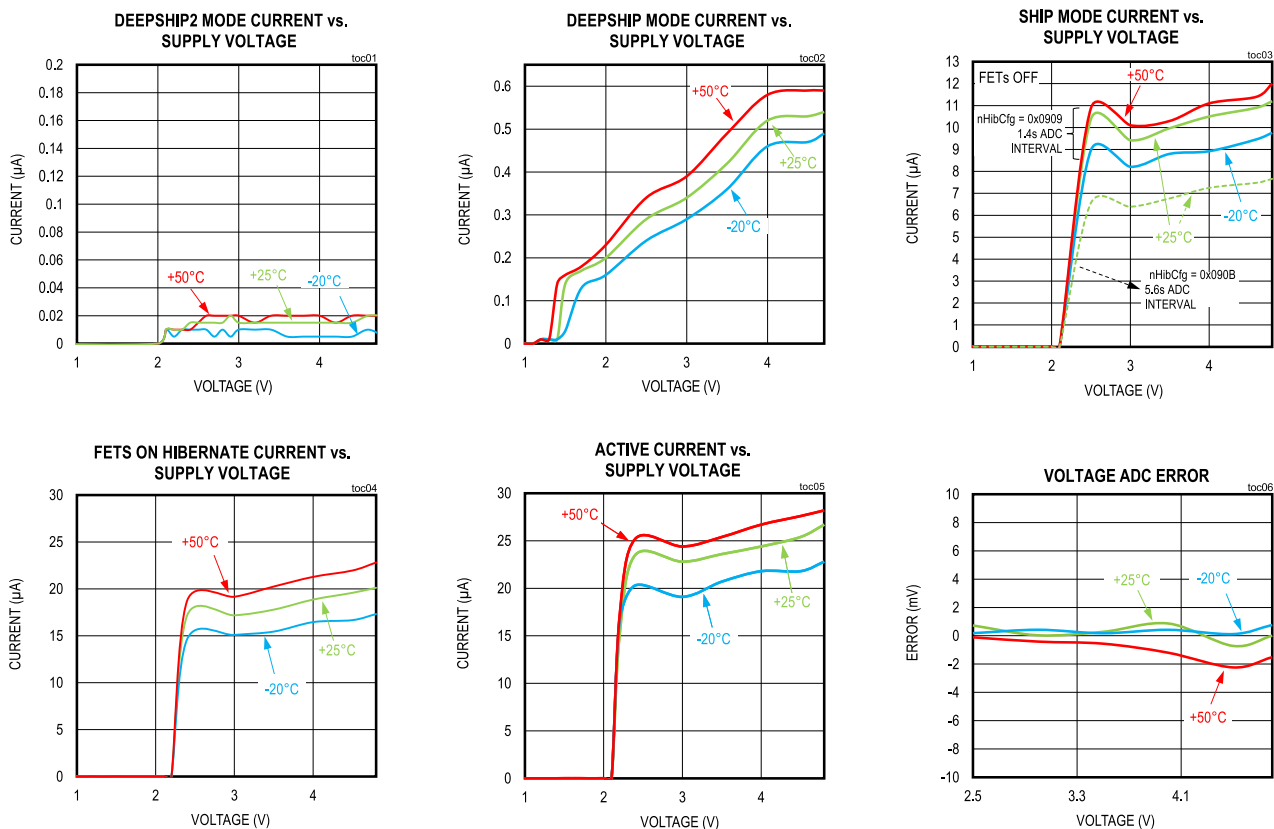 DEEPSHIP2 MODE CURRENT vs.
SUPPLY VOLTAGE
toc01
0.2
0.18
0.16
0.14
0.12
0.1
0.08
0.06
0.04
0.02
0
CURRENT (µA)
+50°C
+25°C
-20°C
1
2
3
4
VOLTAGE (V)
DEEPSHIP MODE CURRENT vs.
SUPPLY VOLTAGE
toc02
0.6
0.5
0.4
0.3
0.2
0.1
0
CURRENT (µA)
+50°C
+25°C
-20°C
1
2
3
4
VOLTAGE (V)
SHIP MODE CURRENT vs.
SUPPLY VOLTAGE
toc03
13
12
11
10
9
8
7
6
5
4
3
2
1
0
CURRENT (µA)
FETs OFF
+50°C
nHibCfg = 0x0909
1.4s ADC
INTERVAL
-20°C
+25°C
nHibCfg = 0x090B
5.6s ADC
INTERVAL
1
2
3
4
VOLTAGE (V)
FETS ON HIBERNATE CURRENT vs.
SUPPLY VOLTAGE
toc04
30
25
20
15
10
5
0
CURRENT (µA)
+50°C
+25°C
-20°C
1
2
3
4
VOLTAGE (V)
ACTIVE CURRENT vs.
SUPPLY VOLTAGE
toc05
30
25
20
15
10
5
0
CURRENT (µA)
+50°C
+25°C
-20°C
1
2
3
4
VOLTAGE (V)
VOLTAGE ADC ERROR
toc06
10
8
6
4
2
0
-2
-4
-6
-8
-10
ERROR (mV)
+25°C
-20°C
+50°C
2.5
3.3
4.1
VOLTAGE (V)